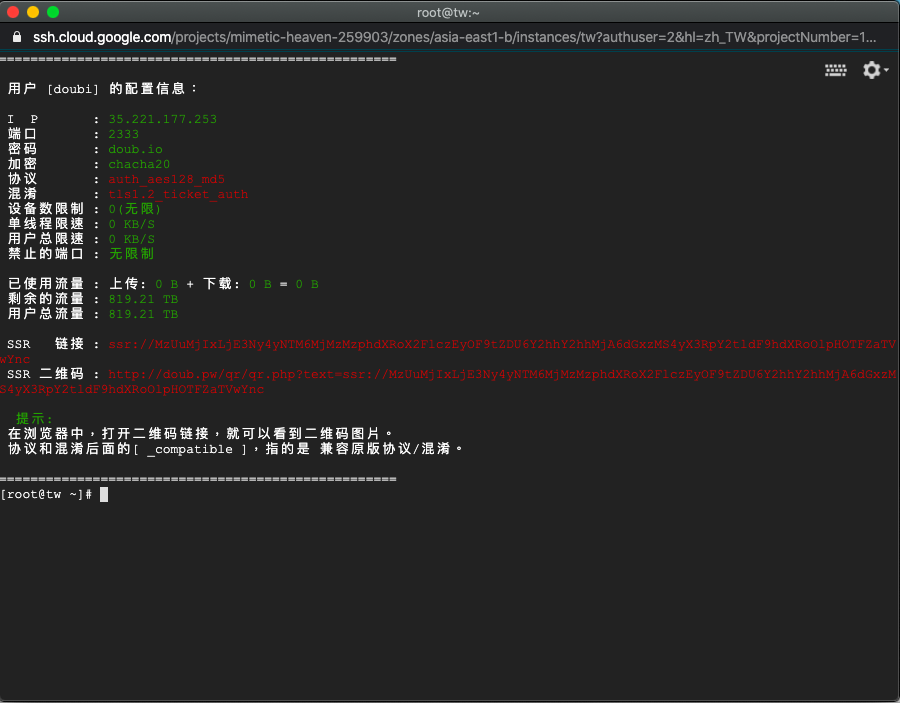 root@tw:~
ssh.cloud.google.com/projects/mimetic-heaven-259903/zones/asia-east1-b/instances/tw?authuser=2&hl=zh_TW&projectNumber=1...
===================================================
用户 [doubi] 的配置信息：
I P : 35.221.177.253
端口 : 2333
密码 : doub.io
加密 : chacha20
协议 : auth_aes128_md5
混淆 : tls1.2_ticket_auth
设备数限制 : 0(无限)
单线程限速 : 0 KB/S
用户总限速 : 0 KB/S
禁止的端口 : 无限制
已使用流量 : 上传: 0 B + 下载: 0 B = 0 B
剩余的流量 : 819.21 TB
用户总流量 : 819.21 TB
SSR 链接 : ssr://MzUuMjIxLjE3Ny4yNTM6MjMzMzphdXRoX2Flcz​EyOF9tZDU6Y2hhY2hhMjA6dGxzMS4yX3RpY2tldF9hdXRoOlpHOTFZaTV
wYnc
SSR 二维码 : http://doub.pw/qr/qr.php?text=ssr://MzUuMjIxLjE3Ny4yNTM6MjMzMzphdXRoX2FlczEyOF9tZDU6Y2hhY2hhMjA6dGxzM
S4yX3RpY2tldF9hdXRoOlpHOTFZaTVwYnc
提示:
在浏览器中，打开二维码链接，就可以看到二维码图片。
协议和混淆后面的[ _compatible ]，指的是 兼容原版协议/混淆。
===================================================
[root@tw ~]#